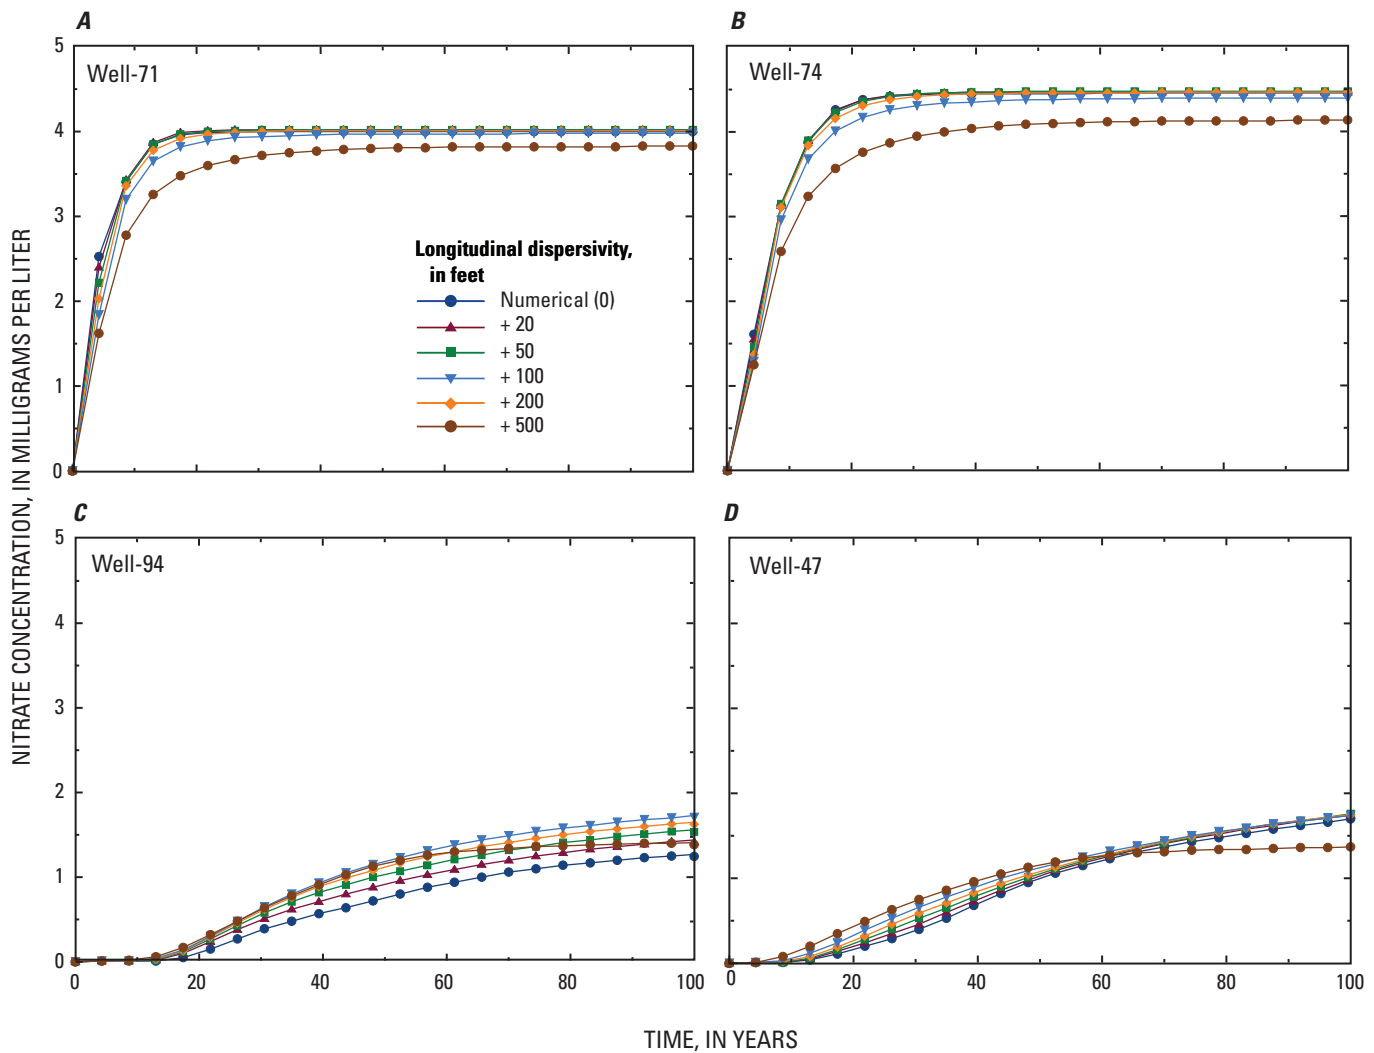 A
B
5
4
3
2
1
0
Well-71
Well-74
Longitudinal dispersivity,
in feet
Numerical (0)
+ 20
+ 50
+ 100
+ 200
+ 500
NITRATE CONCENTRATION, IN MILLIGRAMS PER LITER
C
D
5
4
3
2
1
0
Well-94
Well-47
0
20
40
60
80
100
0
20
40
60
80
100
TIME, IN YEARS